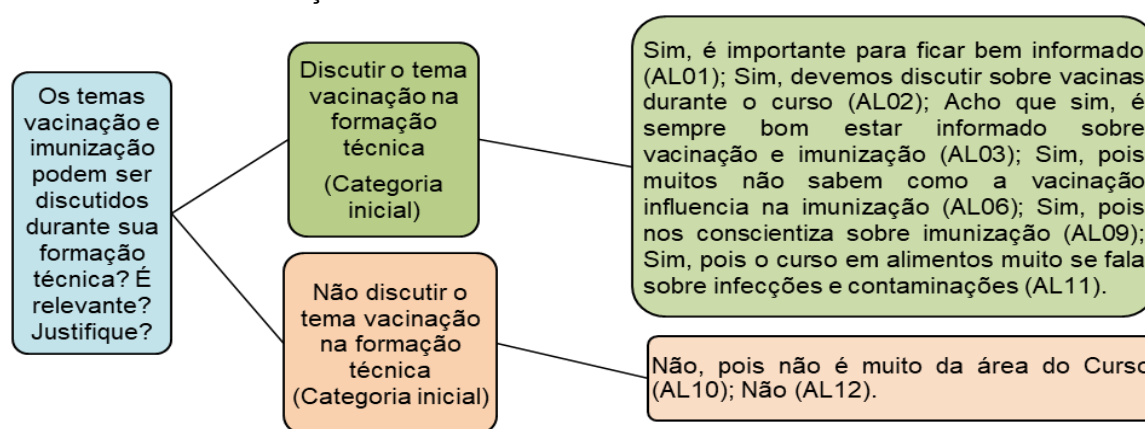 Os temas
vacinação e
imunização
podem ser
discutidos
durante sua
formação
técnica? É
relevante?
Justifique?
Discutir o tema
vacinação na
formação
técnica
(Categoria
inicial)
Sim, é importante para ficar bem informado
(AL01); Sim, devemos discutir sobre vacinas
durante o curso (AL02); Acho que sim, é
sempre bom estar informado sobre
vacinação e imunização (AL03); Sim, pois
muitos não sabem como a vacinação
influencia na imunização (AL06); Sim, pois
nos conscientiza sobre imunização (AL09);
Sim, pois o curso em alimentos muito se fala
sobre infecções e contaminações (AL11).
Não discutir o
tema vacinação
na formação
técnica
(Categoria inicial)
Não, pois não é muito da área do Curso
(AL10); Não (AL12).